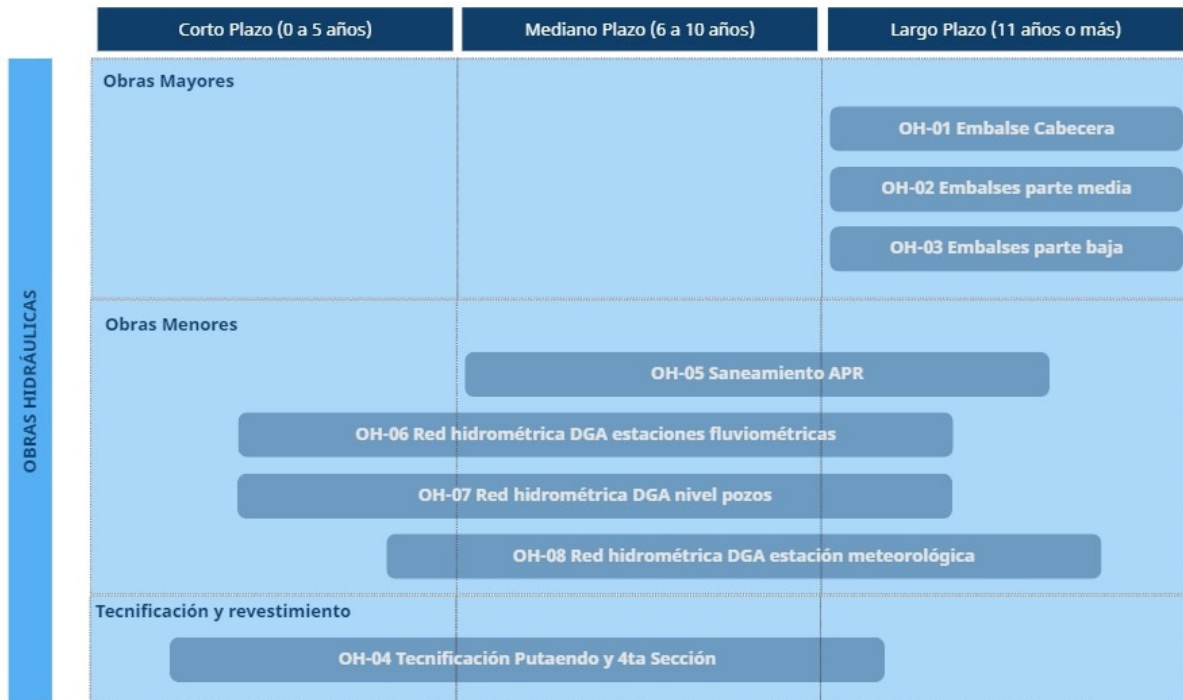 Corto Plazo (0 a 5 años)
Mediano Plazo (6 a 10 años)
Largo Plazo (11 años o más)
OBRAS HIDRÁULICAS
Obras Mayores
OH-01 Embalse Cabecera
OH-02 Embalses parte media
OH-03 Embalses parte baja
Obras Menores
OH-05 Saneamiento APR
OH-06 Red hidrométrica DGA estaciones fluviométricas
OH-07 Red hidrométrica DGA nivel pozos
OH-08 Red hidrométrica DGA estación meteorológica
Tecnificación y revestimiento
OH-04 Tecnificación Putaendo y 4ta Sección